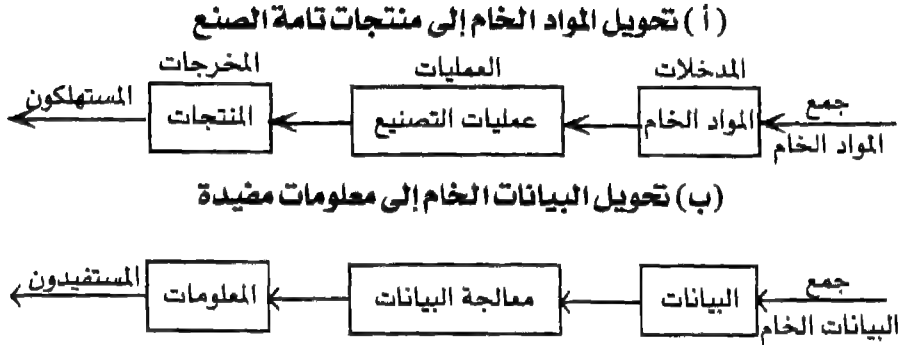 (أ) تحويل المواد الخام إلى منتجات تامة الصنع
المدخلات العمليات المخرجات
جمع المواد الخام عمليات التصنيع المنتجات المستهلكون
المواد الخام
(ب) تحويل البيانات الخام إلى معلومات مفيدة
جمع البيانات معالجة البيانات المعلومات المستفيدون
البيانات الخام